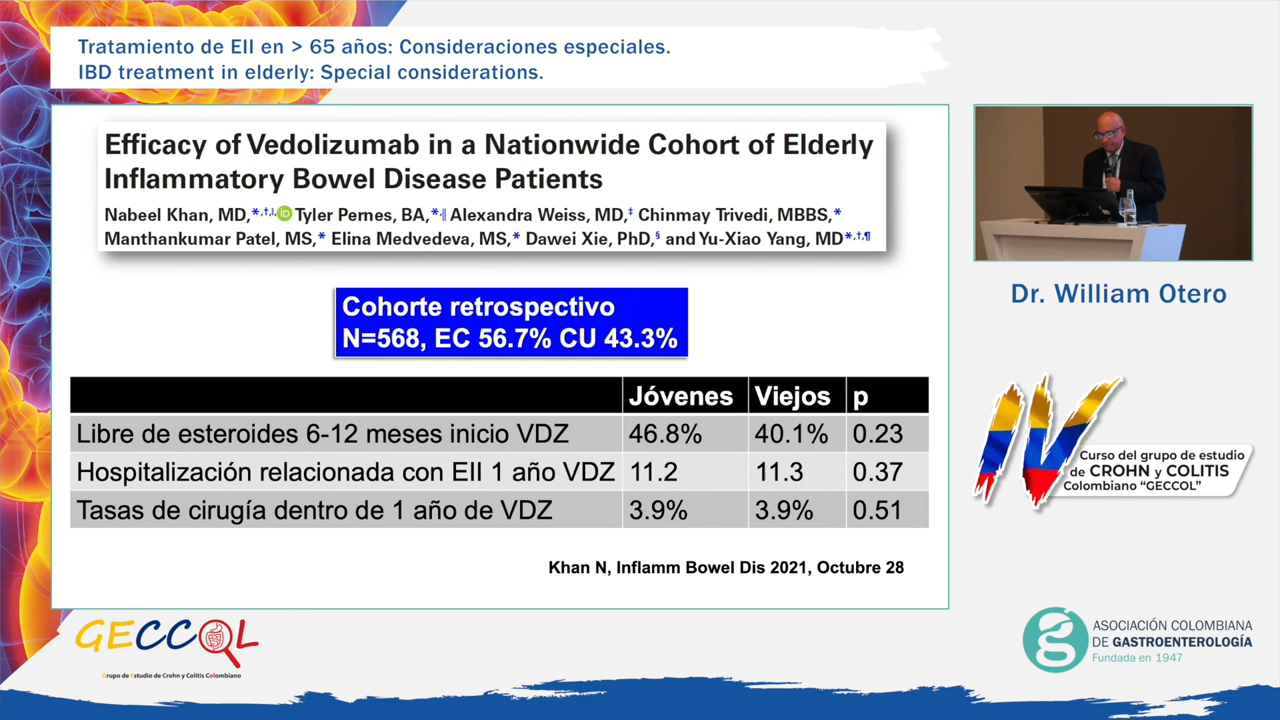 Tratamiento de EII en > 65 años: Consideraciones especiales.
IBD treatment in elderly: Special considerations.
Efficacy of Vedolizumab in a Nationwide Cohort of Elderly
Inflammatory Bowel Disease Patients
Nabeel Khan, MD,*,†,‡, iD Tyler Pernes, BA,*,‖ Alexandra Weiss, MD,‡ Chinmay Trivedi, MBBS,*
Manthankumar Patel, MS,* Elina Medvedeva, MS,* Dawei Xie, PhD,§ and Yu-Xiao Yang, MD*,†,¶
Cohorte retrospectivo
N=568, EC 56.7% CU 43.3%
Jóvenes Viejos p
Libre de esteroides 6-12 meses inicio VDZ 46.8% 40.1% 0.23
Hospitalización relacionada con EII 1 año VDZ 11.2 11.3 0.37
Tasas de cirugía dentro de 1 año de VDZ 3.9% 3.9% 0.51
Khan N, Inflamm Bowel Dis 2021, Octubre 28
Dr. William Otero
IV
Curso del grupo de estudio
de CROHN y COLITIS
Colombiano "GECCOL"
GECCOL
Grupo de Estudio de Crohn y Colitis Colombiano
ASOCIACIÓN COLOMBIANA
DE GASTROENTEROLOGÍA
Fundada en 1947